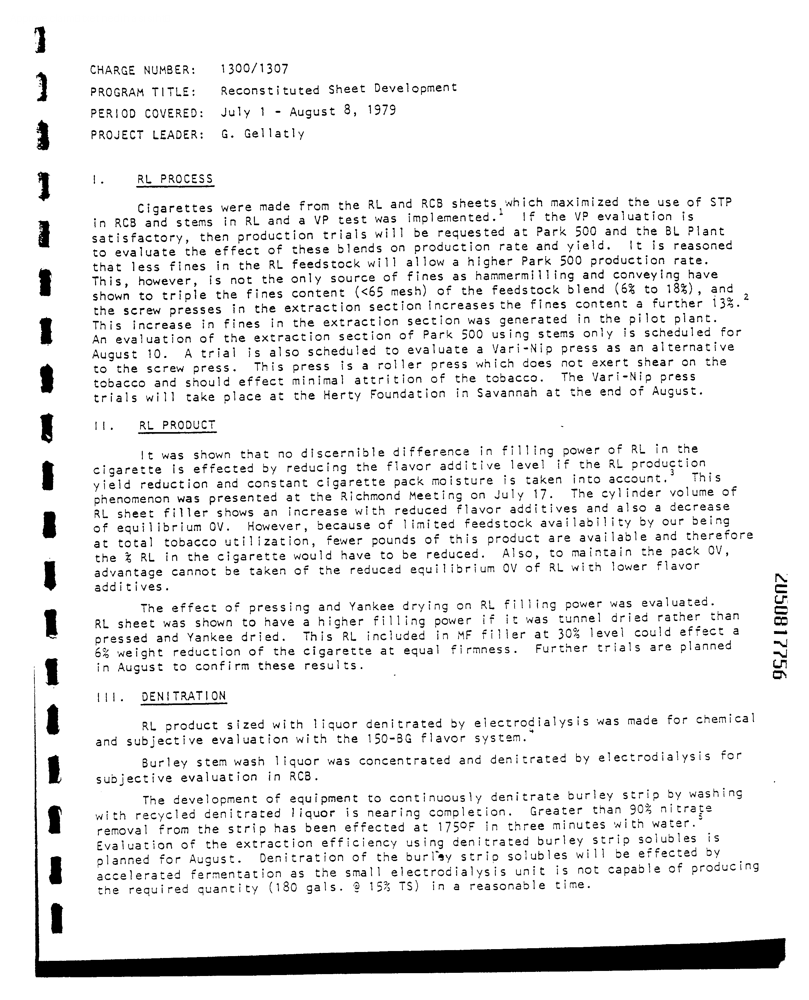 CHARGE NUMBER: 1300/1307
PROGRAM TITLE: Reconstituted Sheet Development
PERIOD COVERED: July 1 - August 8, 1979
PROJECT LEADER: G. Gellatly
I. RL PROCESS
Cigarettes were made from the RL and RCB sheets which maximized the use of STP
in RCB and stems in RL and a VP test was implemented.1 If the VP evaluation is
satisfactory, then production trials will be requested at Park 500 and the BL Plant
to evaluate the effect of these blends on production rate and yield. It is reasoned
that less fines in the RL feedstock will allow a higher Park 500 production rate.
This, however, is not the only source of fines as hammermilling and conveying have
shown to triple the fines content (<65 mesh) of the feedstock blend (6% to 18%), and
the screw presses in the extraction section increases the fines content a further 13%.2
This increase in fines in the extraction section was generated in the pilot plant.
An evaluation of the extraction section of Park 500 using stems only is scheduled for
August 10. A trial is also scheduled to evaluate a Vari-Nip press as an alternative
to the screw press. This press is a roller press which does not exert shear on the
tobacco and should effect minimal attrition of the tobacco. The Vari-Nip press
trials will take place at the Herty Foundation in Savannah at the end of August.
II. RL PRODUCT
It was shown that no discernible difference in filling power of RL in the
cigarette is effected by reducing the flavor additive level if the RL production
yield reduction and constant cigarette pack moisture is taken into account.3 This
phenomenon was presented at the Richmond Meeting on July 17. The cylinder volume of
RL sheet filler shows an increase with reduced flavor additives and also a decrease
of equilibrium OV. However, because of limited feedstock availability by our being
at total tobacco utilization, fewer pounds of this product are available and therefore
the % RL in the cigarette would have to be reduced. Also, to maintain the pack OV,
advantage cannot be taken of the reduced equilibrium OV of RL with lower flavor
additives.
The effect of pressing and Yankee drying on RL filling power was evaluated.
RL sheet was shown to have a higher filling power if it was tunnel dried rather than
pressed and Yankee dried. This RL included in MF filler at 30% level could effect a
6% weight reduction of the cigarette at equal firmness. Further trials are planned
in August to confirm these results.
III. DENITRATION
RL product sized with liquor denitrated by electrodialysis was made for chemical
and subjective evaluation with the 150-BG flavor system.4
Burley stem wash liquor was concentrated and denitrated by electrodialysis for
subjective evaluation in RCB.
The development of equipment to continuously denitrate burley strip by washing
with recycled denitrated liquor is nearing completion. Greater than 90% nitrate
removal from the strip has been effected at 175ºF in three minutes with water.5
Evaluation of the extraction efficiency using denitrated burley strip solubles is
planned for August. Denitration of the burley strip solubles will be effected by
accelerated fermentation as the small electrodialysis unit is not capable of producing
the required quantity (180 gals. @ 15% TS) in a reasonable time.
2050817756